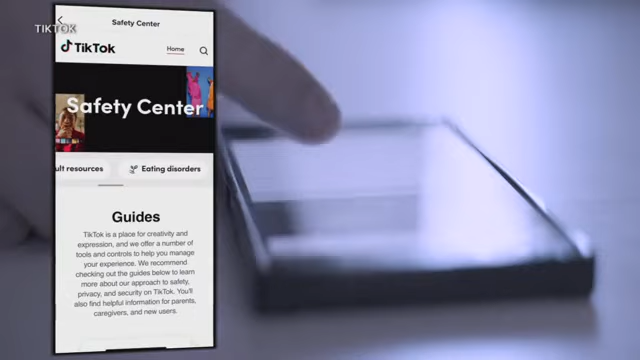 TIKTOK
Safety Center
TikTok
Home
Safety Center
ult resources
Eating disorders
Guides
TikTok is a place for creativity and
expression, and we offer a number of
tools and controls to help you manage
your experience. We recommend
checking out the guides below to learn
more about our approach to safety,
privacy, and security on TikTok. You'll
also find helpful information for parents,
caregivers, and new users.